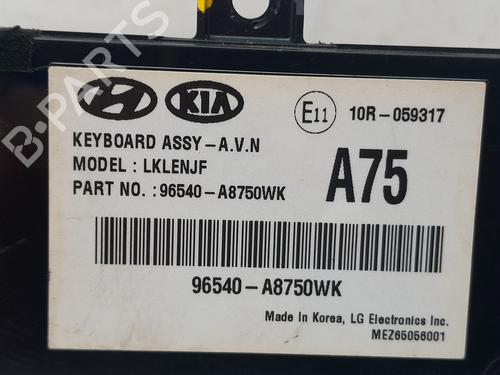 KIA
E11 10R-059317
KEYBOARD ASSY-A.V.N
MODEL : LKLENJF
PART NO. :96540-A8750WK
A75
96540-A8750WK
Made in Korea, LG Electronics Inc.
MEZ65056001
B-PARTS